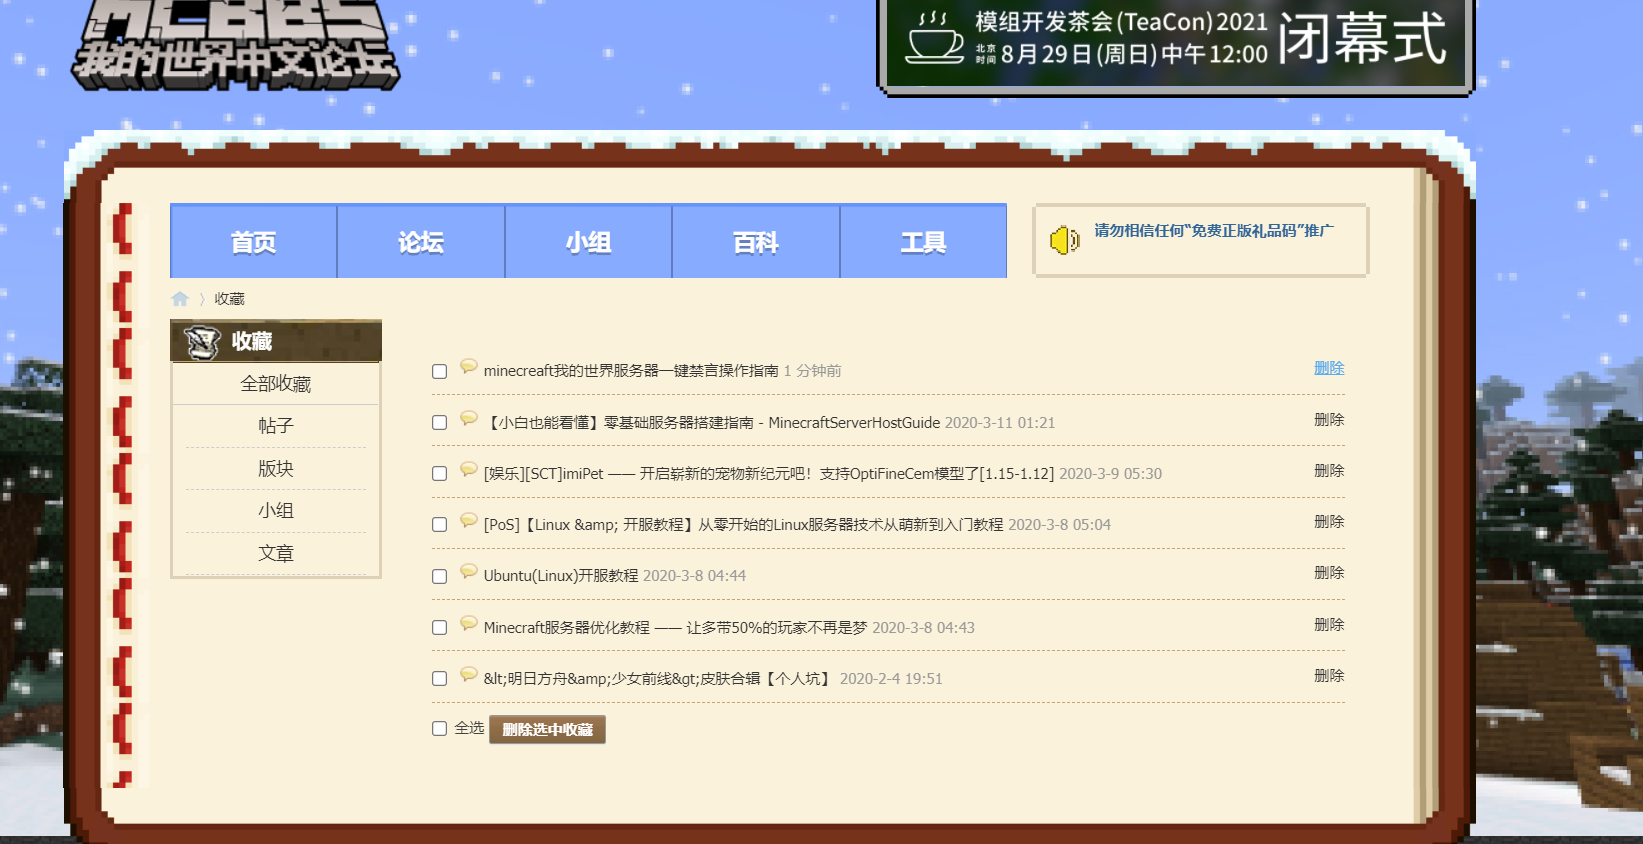 MCBBS
我的世界中文论坛
模组开发茶会(TeaCon)2021
北京时间 8月29日(周日)中午12:00
闭幕式
首页 论坛 小组 百科 工具
请勿相信任何“免费正版礼品码”推广
〉收藏
收藏
全部收藏
帖子
版块
小组
文章
minecreaft我的世界服务器一键禁言操作指南 1 分钟前 删除
【小白也能看懂】零基础服务器搭建指南 - MinecraftServerHostGuide 2020-3-11 01:21 删除
[娱乐][SCT]imiPet —— 开启崭新的宠物新纪元吧！支持OptiFineCem模型了[1.15-1.12] 2020-3-9 05:30 删除
[PoS]【Linux &amp; 开服教程】从零开始的Linux服务器技术从萌新到入门教程 2020-3-8 05:04 删除
Ubuntu(Linux)开服教程 2020-3-8 04:44 删除
Minecraft服务器优化教程 —— 让多带50%的玩家不再是梦 2020-3-8 04:43 删除
&lt;明日方舟&amp;少女前线&gt;皮肤合辑【个人坑】 2020-2-4 19:51 删除
全选 删除选中收藏